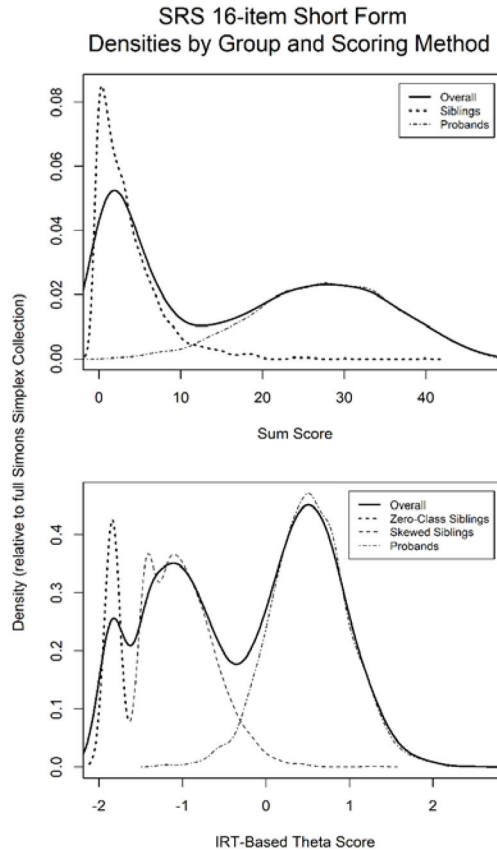 SRS 16-item Short Form
Densities by Group and Scoring Method
Density (relative to full Simons Simplex Collection)
0.08
0.06
0.04
0.02
0.00
Overall
Siblings
Probands
0 10 20 30 40
Sum Score
0.4
0.3
0.2
0.1
0.0
Overall
Zero-Class Siblings
Skewed Siblings
Probands
-2 -1 0 1 2
IRT-Based Theta Score